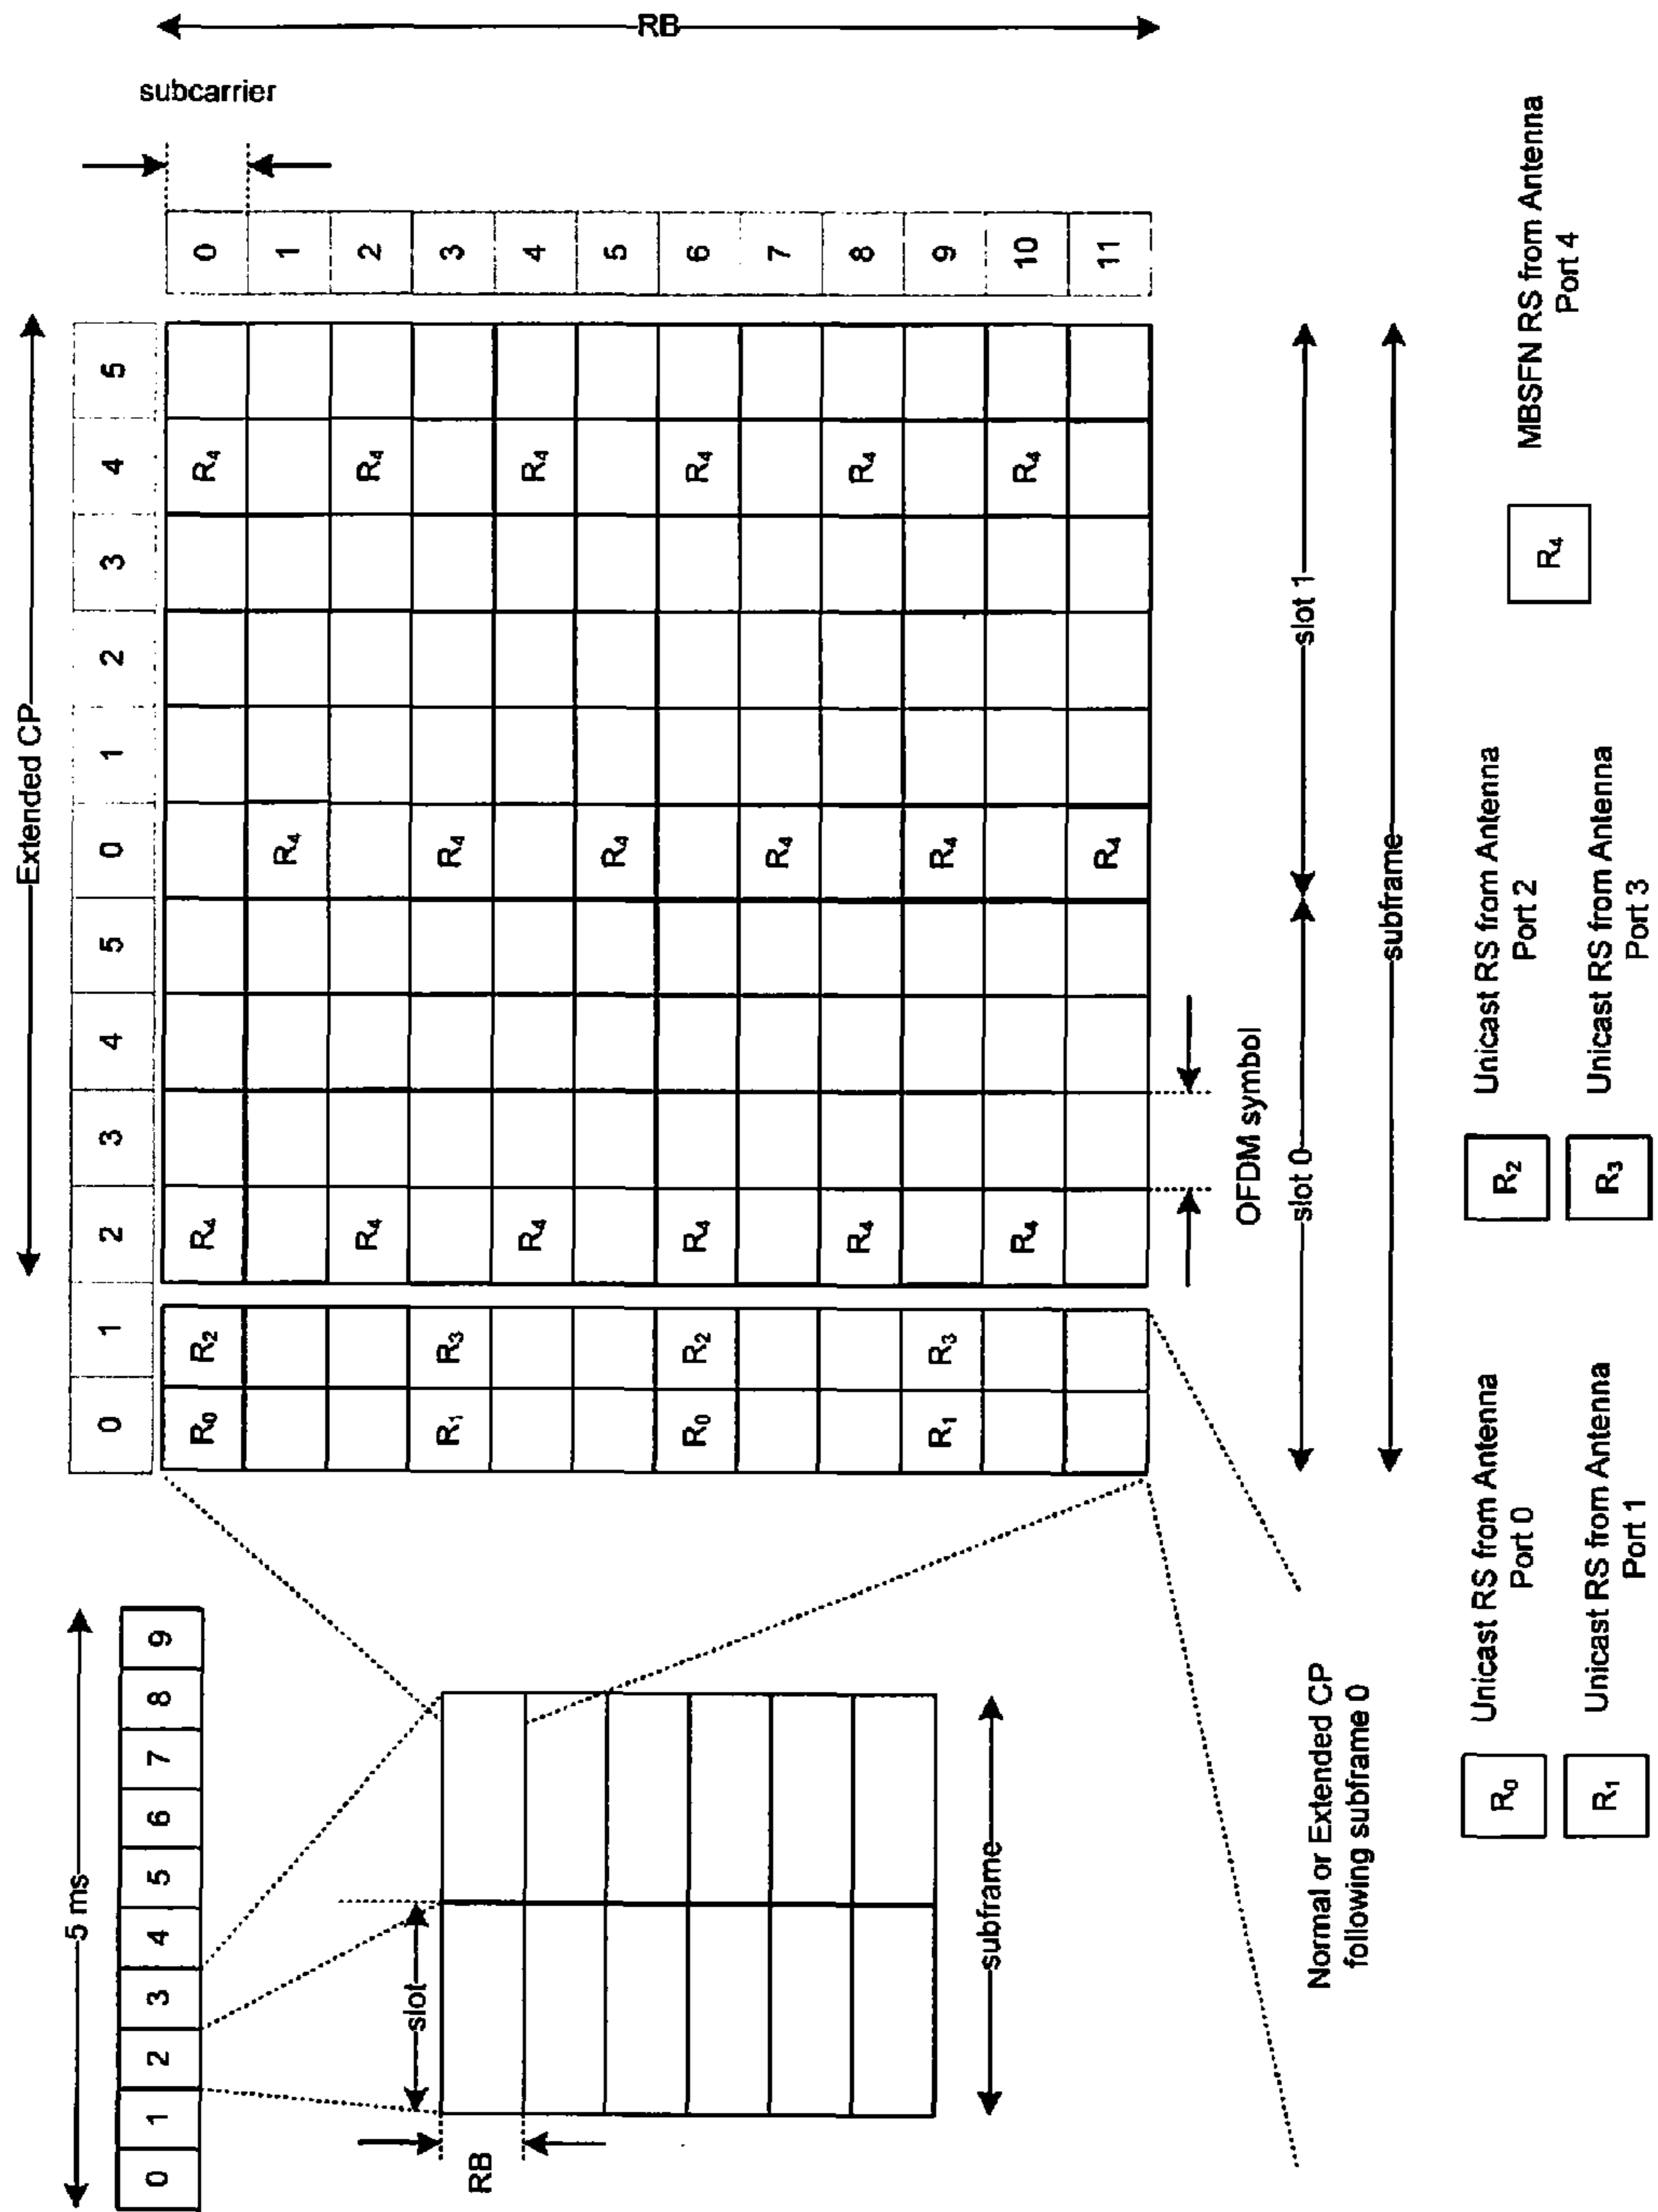 5 ms
0 1 2 3 4 5 6 7 8 9
slot
RB
subframe
Extended CP
0 1 2 3 4 5 0 1 2 3 4 5
subcarrier
RB
R₀ R₂ R₄ R₄ 0
R₄ 1
R₄ R₄ 2
R₁ R₃ R₄ 3
R₄ R₄ 4
R₄ 5
R₀ R₂ R₄ R₄ 6
R₄ 7
R₄ R₄ 8
R₁ R₃ R₄ 9
R₄ R₄ 10
R₄ 11
OFDM symbol
slot 0 slot 1
subframe
Normal or Extended CP
following subframe 0
R₀ Unicast RS from Antenna
Port 0
R₁ Unicast RS from Antenna
Port 1
R₂ Unicast RS from Antenna
Port 2
R₃ Unicast RS from Antenna
Port 3
R₄ MBSFN RS from Antenna
Port 4